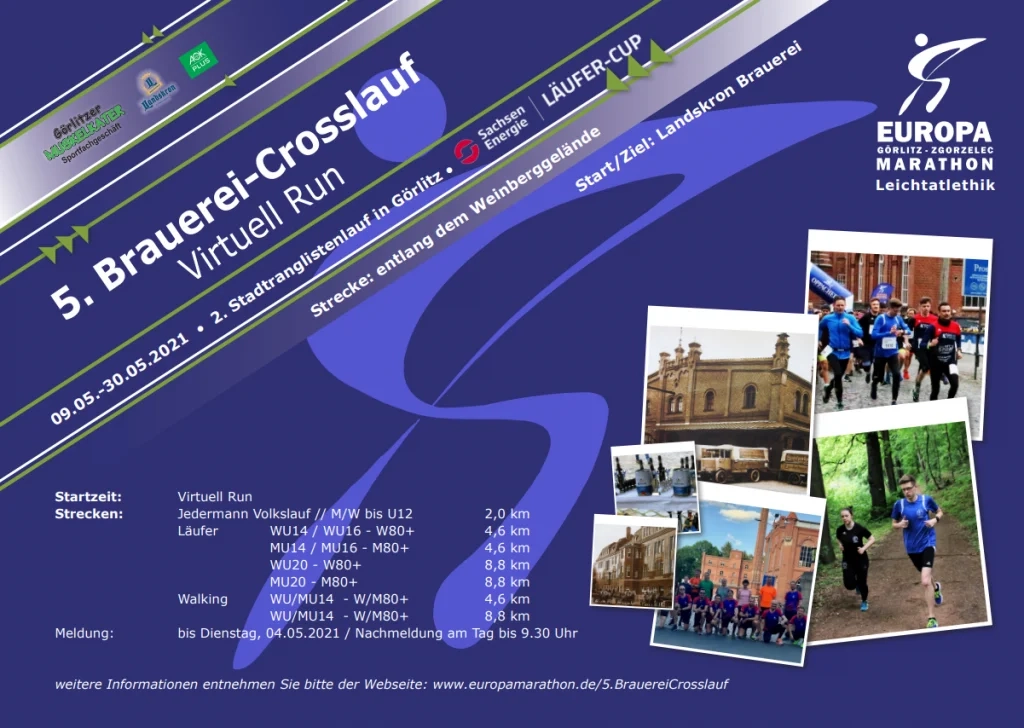 Görlitzer
MUSKELKATER
Sportfachgeschäft
Landskron
AOK
PLUS
5. Brauerei-Crosslauf
Virtuell Run
09.05.-30.05.2021 • 2. Stadtranglistenlauf in Görlitz •
Sachsen
Energie
LÄUFER-CUP
Strecke: entlang dem Weinberggelände
Start/Ziel: Landskron Brauerei
EUROPA
GÖRLITZ - ZGORZELEC
MARATHON
Leichtatlethik
Startzeit: Virtuell Run
Strecken: Jedermann Volkslauf // M/W bis U12 2,0 km
Läufer WU14 / WU16 - W80+ 4,6 km
MU14 / MU16 - M80+ 4,6 km
WU20 - W80+ 8,8 km
MU20 - M80+ 8,8 km
Walking WU/MU14 - W/M80+ 4,6 km
WU/MU14 - W/M80+ 8,8 km
Meldung: bis Dienstag, 04.05.2021 / Nachmeldung am Tag bis 9.30 Uhr
weitere Informationen entnehmen Sie bitte der Webseite: www.europamarathon.de/5.BrauereiCrosslauf